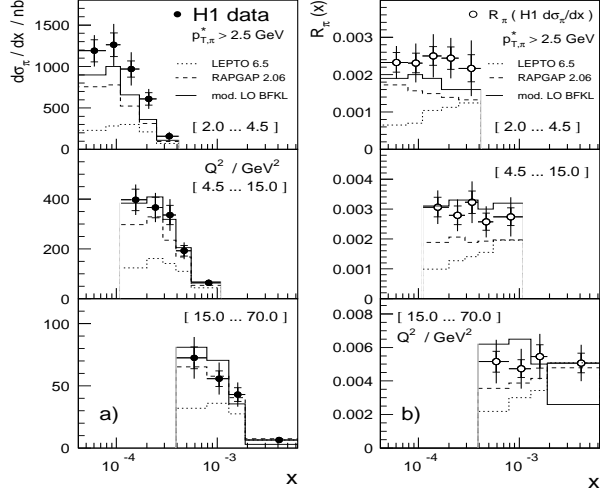 dσπ / dx / nb
H1 data
p*T,π > 2.5 GeV
LEPTO 6.5
RAPGAP 2.06
mod. LO BFKL
[ 2.0 ... 4.5 ]
1500
1250
1000
750
500
250
0
Q² / GeV²
[ 4.5 ... 15.0 ]
400
200
0
[ 15.0 ... 70.0 ]
100
50
0
a)
10⁻⁴
10⁻³
x
Rπ (x)
Rπ ( H1 dσπ/dx )
p*T,π > 2.5 GeV
LEPTO 6.5
RAPGAP 2.06
mod. LO BFKL
[ 2.0 ... 4.5 ]
0.003
0.002
0.001
0
[ 4.5 ... 15.0 ]
0.004
0.003
0.002
0.001
0
[ 15.0 ... 70.0 ]
Q² / GeV²
0.006
0.004
0.002
0
b)
10⁻⁴
10⁻³
x